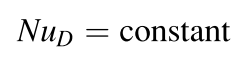 Nu_D = constant